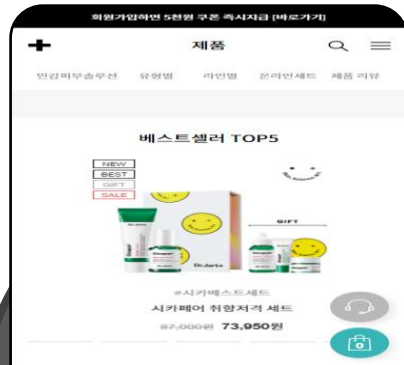 회원가입하면 5천원 쿠폰 즉시지급 [바로가기]
제품
민감피부솔루션 유형별 라인별 온라인세트 제품 리뷰
베스트셀러 TOP5
NEW
BEST
GIFT
SALE
GIFT
Dr.Jart+
#시카베스트세트
시카페어 취향저격 세트
87,000원 73,950원